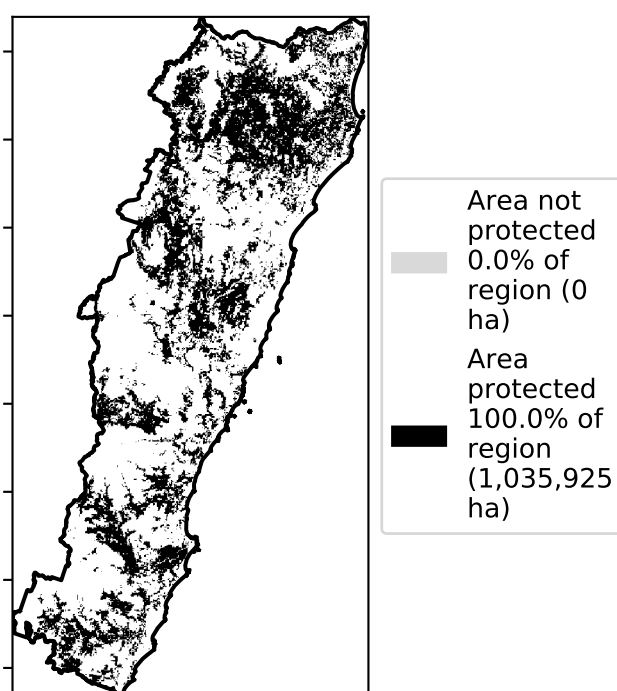 Area not
protected
0.0% of
region (0
ha)
Area
protected
100.0% of
region
(1,035,925
ha)